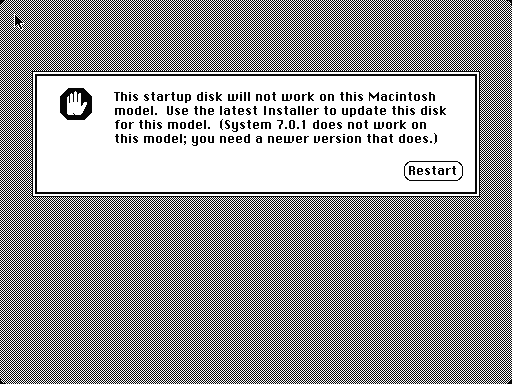 This startup disk will not work on this Macintosh
model.  Use the latest Installer to update this disk
for this model.  (System 7.0.1 does not work on
this model; you need a newer version that does.)
Restart